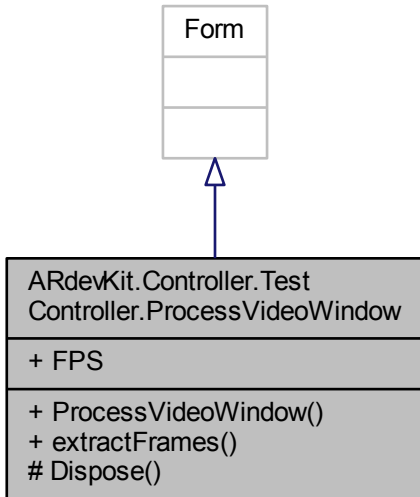 Form
ARdevKit.Controller.Test
Controller.ProcessVideoWindow
+ FPS
+ ProcessVideoWindow()
+ extractFrames()
# Dispose()